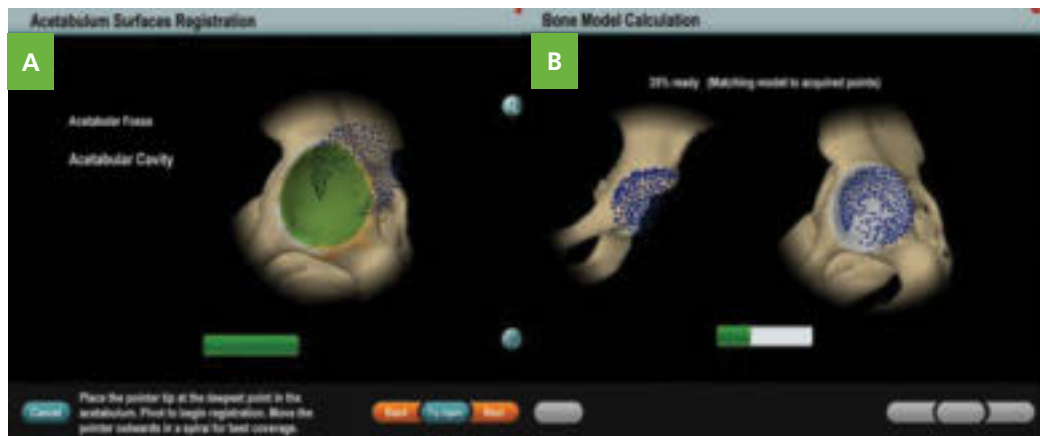 Acetabulum Surfaces Registration
A
Acetabular Fossa
Acetabular Cavity
Cancel
Place the pointer tip at the deepest point in the
acetabulum. Pivot to begin registration. Move the
pointer outwards in a spiral for best coverage.
Back
Try Again
Next
Bone Model Calculation
B
ready (Matching model to acquired points)